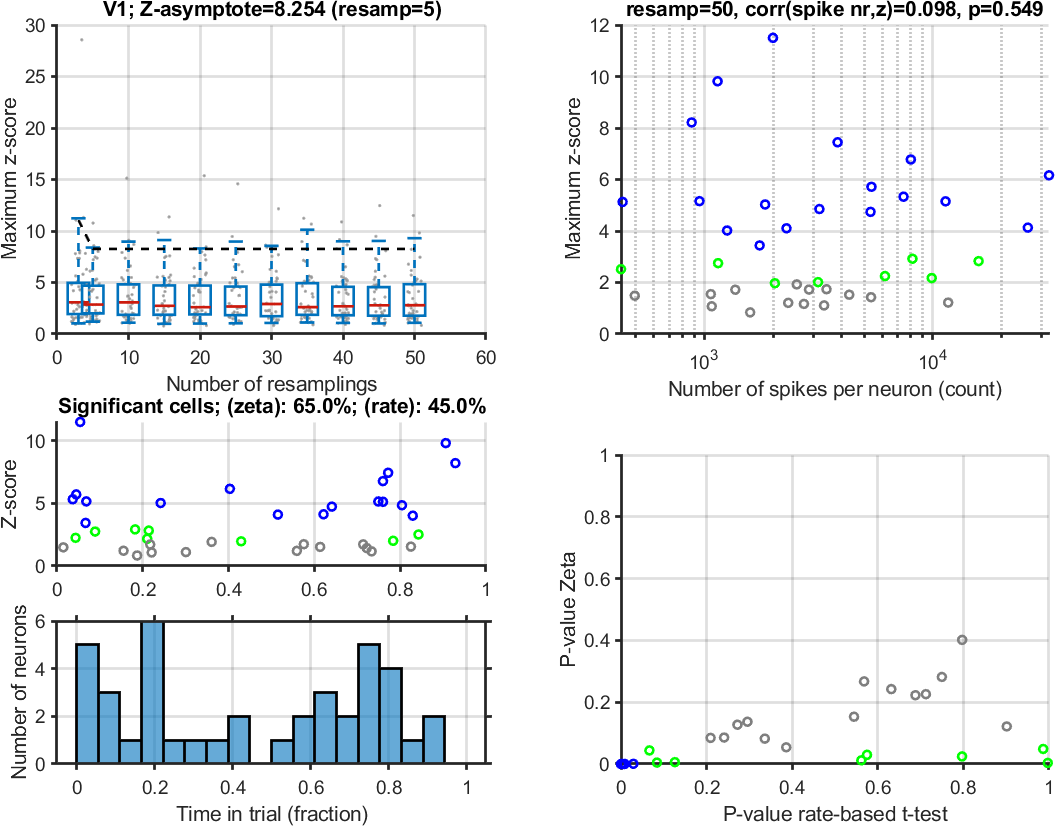 V1; Z-asymptote=8.254 (resamp=5)
30
25
20
15
10
5
0
Maximum z-score
0 10 20 30 40 50 60
Number of resamplings
resamp=50, corr(spike nr,z)=0.098, p=0.549
12
10
8
6
4
2
0
Maximum z-score
10^3 10^4
Number of spikes per neuron (count)
Significant cells; (zeta): 65.0%; (rate): 45.0%
10
5
0
Z-score
0 0.2 0.4 0.6 0.8 1
6
4
2
0
Number of neurons
0 0.2 0.4 0.6 0.8 1
Time in trial (fraction)
1
0.8
0.6
0.4
0.2
0
P-value Zeta
0 0.2 0.4 0.6 0.8 1
P-value rate-based t-test